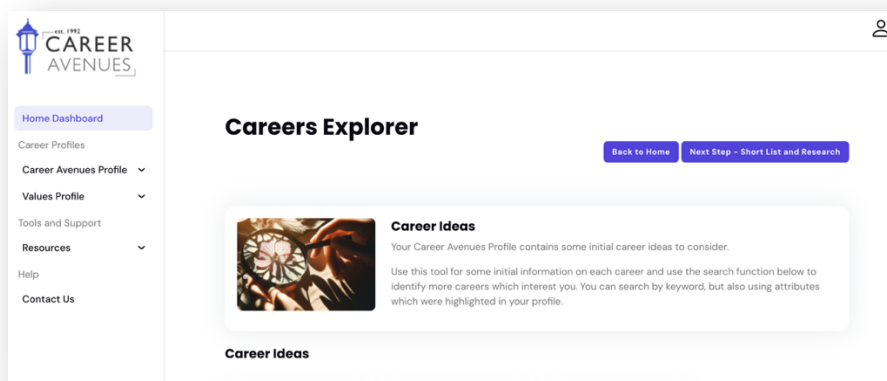 est. 1992
CAREER
AVENUES
Home Dashboard
Career Profiles
Career Avenues Profile
Values Profile
Tools and Support
Resources
Help
Contact Us
Careers Explorer
Back to Home
Next Step - Short List and Research
Career Ideas
Your Career Avenues Profile contains some initial career ideas to consider.
Use this tool for some initial information on each career and use the search function below to
identify more careers which interest you. You can search by keyword, but also using attributes
which were highlighted in your profile.
Career Ideas